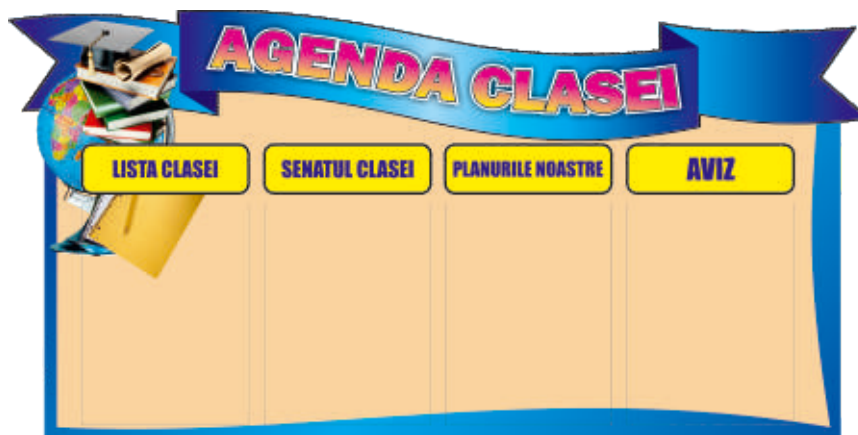 AGENDA CLASEI
LISTA CLASEI
SENATUL CLASEI
PLANURILE NOASTRE
AVIZ